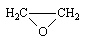 H₂C CH₂
O